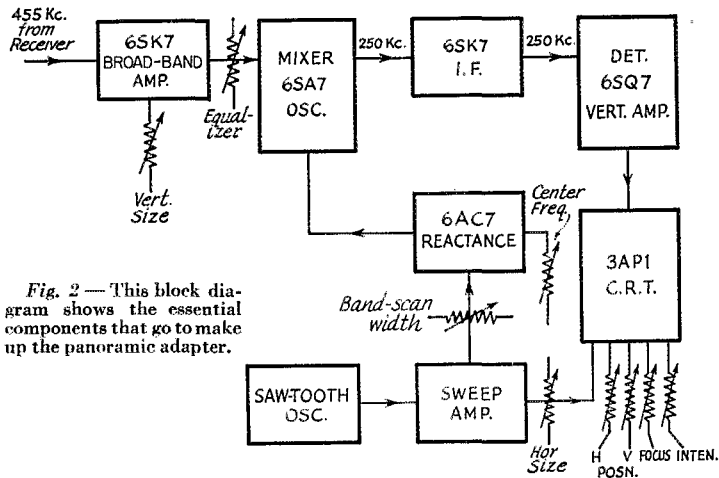 455 Kc.
from
Receiver
6SK7
BROAD-BAND
AMP.
Vert.
Size
Equal-
izer
MIXER
6SA7
OSC.
250 Kc.
6SK7
I.F.
250 Kc.
DET.
6SQ7
VERT. AMP.
6AC7
REACTANCE
Center
Freq,
3AP1
C.R.T.
Band-scan
width
Fig. 2 — This block dia-
gram shows the essential
components that go to make
up the panoramic adapter.
SAW-TOOTH
OSC.
SWEEP
AMP.
Hor
Size
H V FOCUS INTEN.
POSN.